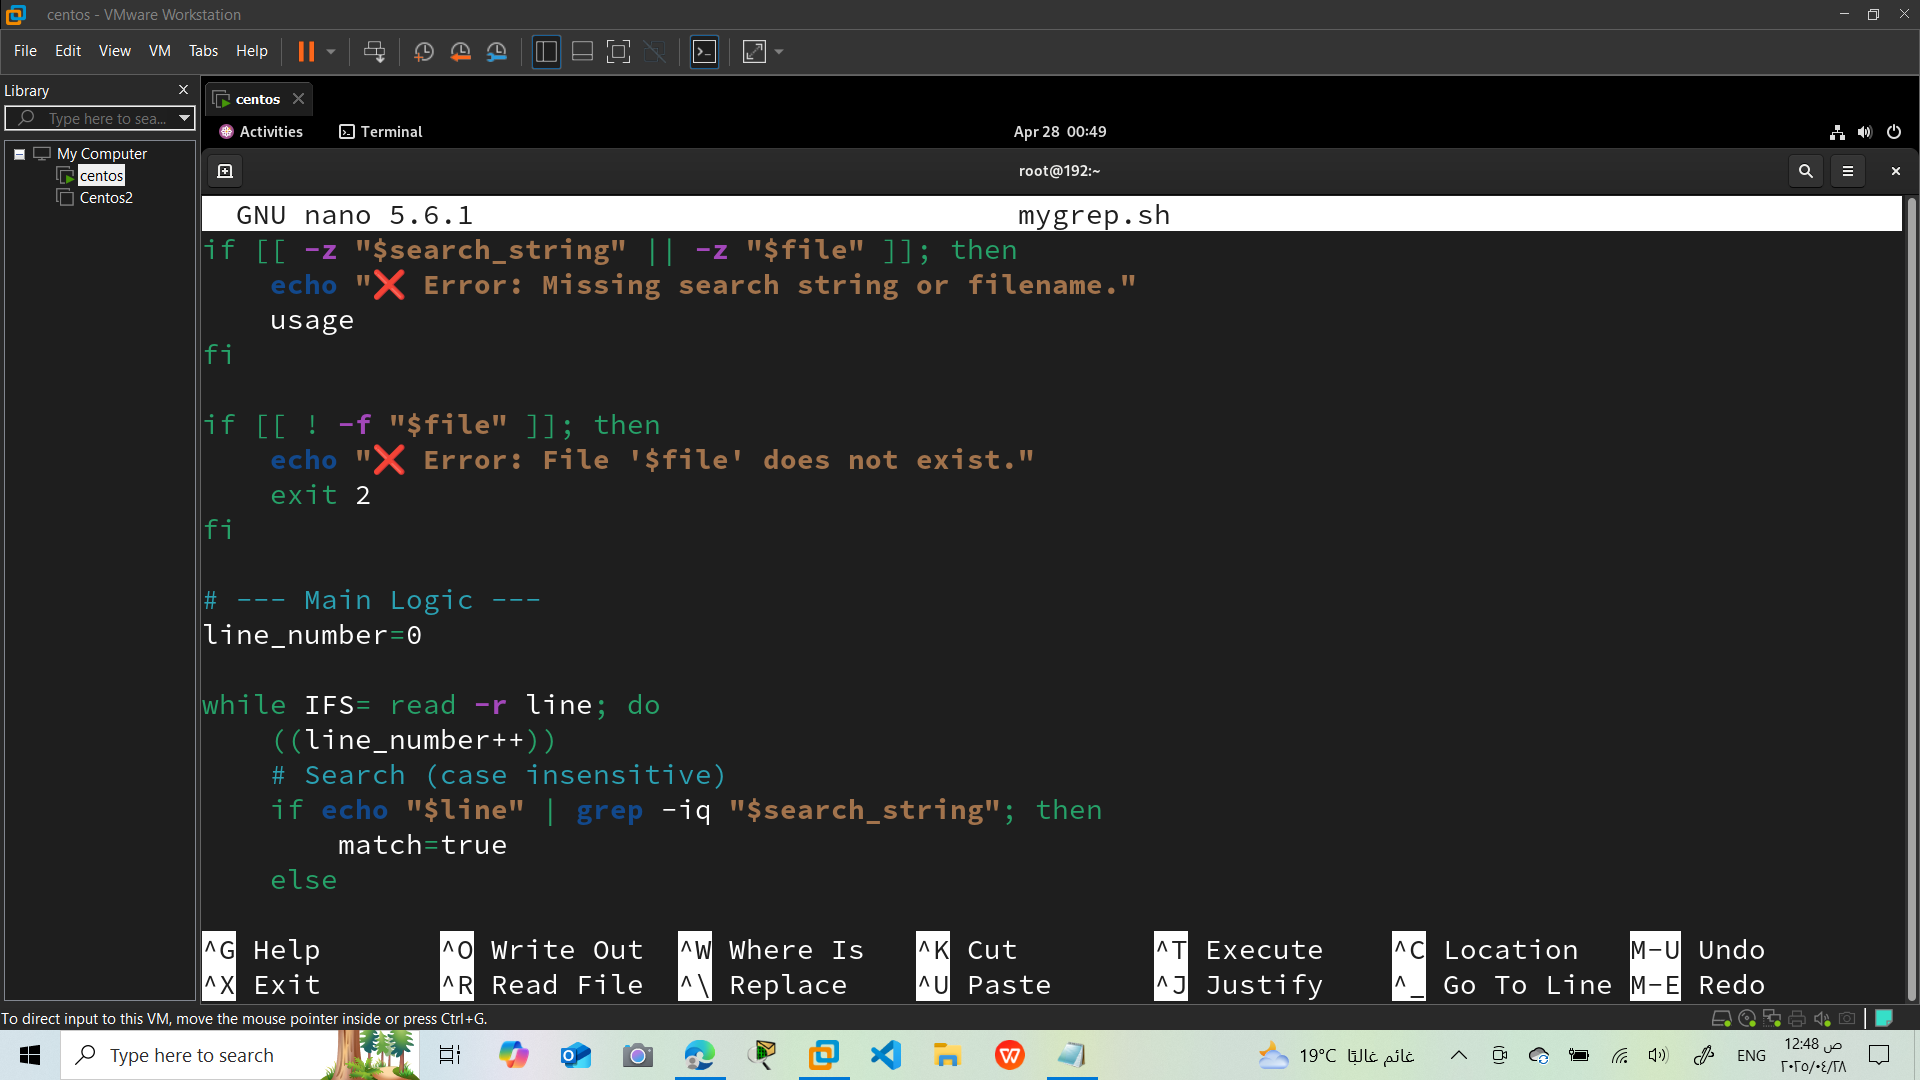 centos - VMware Workstation
File Edit View VM Tabs Help
Library
Type here to sea...
My Computer
centos
Centos2
centos
Activities Terminal Apr 28 00:49
root@192:~
GNU nano 5.6.1 mygrep.sh
if [[ -z "$search_string" || -z "$file" ]]; then
    echo "❌ Error: Missing search string or filename."
    usage
fi
if [[ ! -f "$file" ]]; then
    echo "❌ Error: File '$file' does not exist."
    exit 2
fi
# --- Main Logic ---
line_number=0
while IFS= read -r line; do
    ((line_number++))
    # Search (case insensitive)
    if echo "$line" | grep -iq "$search_string"; then
        match=true
    else
^G Help ^O Write Out ^W Where Is ^K Cut ^T Execute ^C Location M-U Undo
^X Exit ^R Read File ^\ Replace ^U Paste ^J Justify ^_ Go To Line M-E Redo
To direct input to this VM, move the mouse pointer inside or press Ctrl+G.
Type here to search
19°C غائم غالبًا
ENG
12:48 ص
٢٠٢٥/٠٤/٢٨